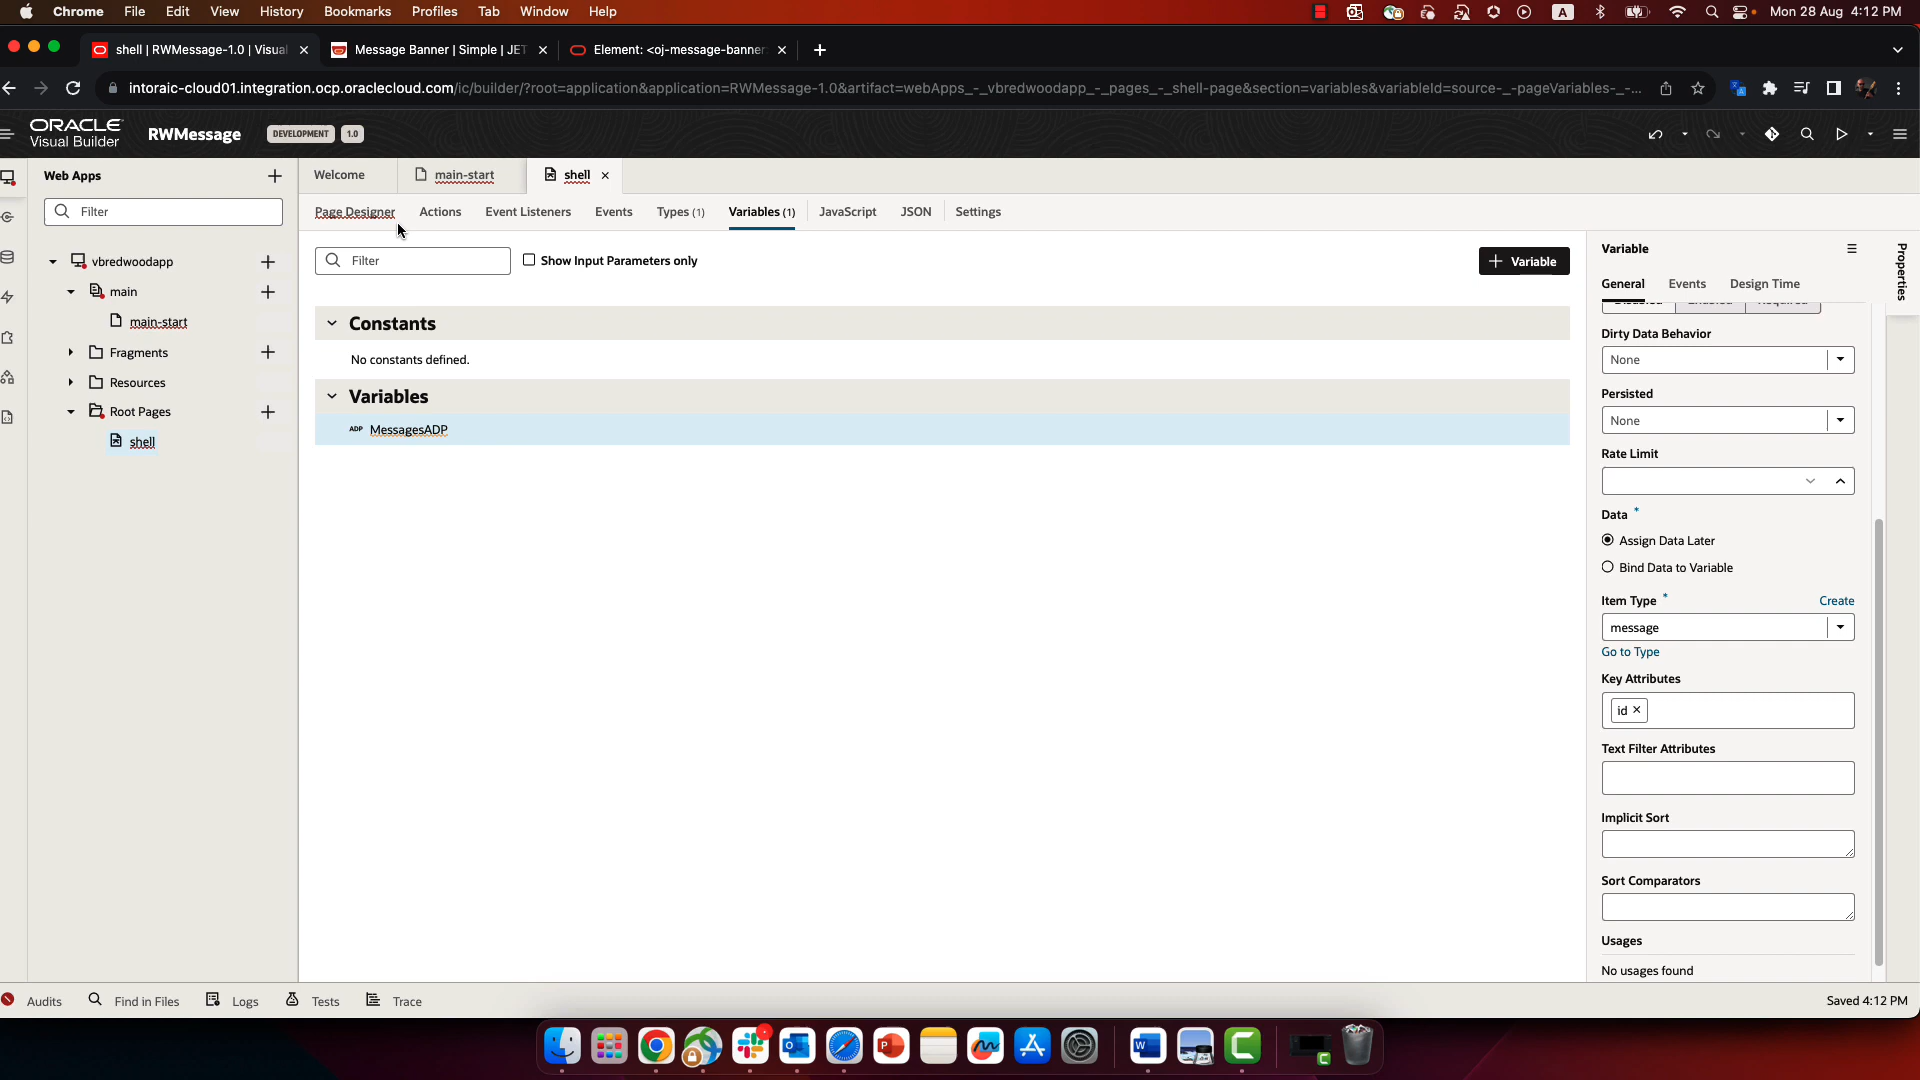 Chrome File Edit View History Bookmarks Profiles Tab Window Help
A
Mon 28 Aug 4:12 PM
shell | RWMessage-1.0 | Visual
Message Banner | Simple | JET
Element: <oj-message-banner
intoraic-cloud01.integration.ocp.oraclecloud.com/ic/builder/?root=application&application=RWMessage-1.0&artifact=webApps_-_vbredwoodapp_-_pages_-_shell-page&section=variables&variableId=source-_-pageVariables-_-...
ORACLE
Visual Builder
RWMessage
DEVELOPMENT
1.0
Web Apps
Filter
vbredwoodapp
main
main-start
Fragments
Resources
Root Pages
shell
Welcome
main-start
shell
Page Designer
Actions
Event Listeners
Events
Types (1)
Variables (1)
JavaScript
JSON
Settings
Filter
Show Input Parameters only
Variable
Constants
No constants defined.
Variables
ADP MessagesADP
Variable
Properties
General
Events
Design Time
Dirty Data Behavior
None
Persisted
None
Rate Limit
Data *
Assign Data Later
Bind Data to Variable
Item Type *
Create
message
Go to Type
Key Attributes
id
Text Filter Attributes
Implicit Sort
Sort Comparators
Usages
No usages found
Audits
Find in Files
Logs
Tests
Trace
Saved 4:12 PM